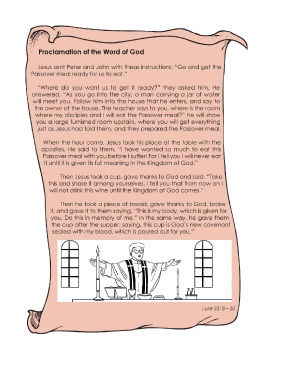 Proclamation of the Word of God
Jesus sent Peter and John with these instructions: "Go and get the
Passover meal ready for us to eat."
"Where do you want us to get it ready?" they asked him. He
answered, "As you go into the city, a man carrying a jar of water
will meet you. Follow him into the house that he enters, and say to
the owner of the house: The teacher says to you, where is the room
where my disciples and I will eat the Passover meal?" He will show
you a large furnished room upstairs, where you will get everything
just as Jesus had told them, and they prepared the Passover meal.
When the hour came, Jesus took his place at the table with the
apostles. He said to them, "I have wanted so much to eat this
Passover meal with you before I suffer! For I tell you I will never eat
it until it is given its full meaning in the Kingdom of God."
Then Jesus took a cup, gave thanks to God and said, "Take
this and share it among yourselves. I tell you that from now on I
will not drink this wine until the Kingdom of God comes."
Then he took a piece of bread, gave thanks to God, broke
it, and gave it to them saying, "This is my body, which is given for
you. Do this in memory of me." In the same way, he gave them
the cup after the supper, saying, this cup is God's new covenant
sealed with my blood, which is poured out for you."
Luke 22: 8 – 20